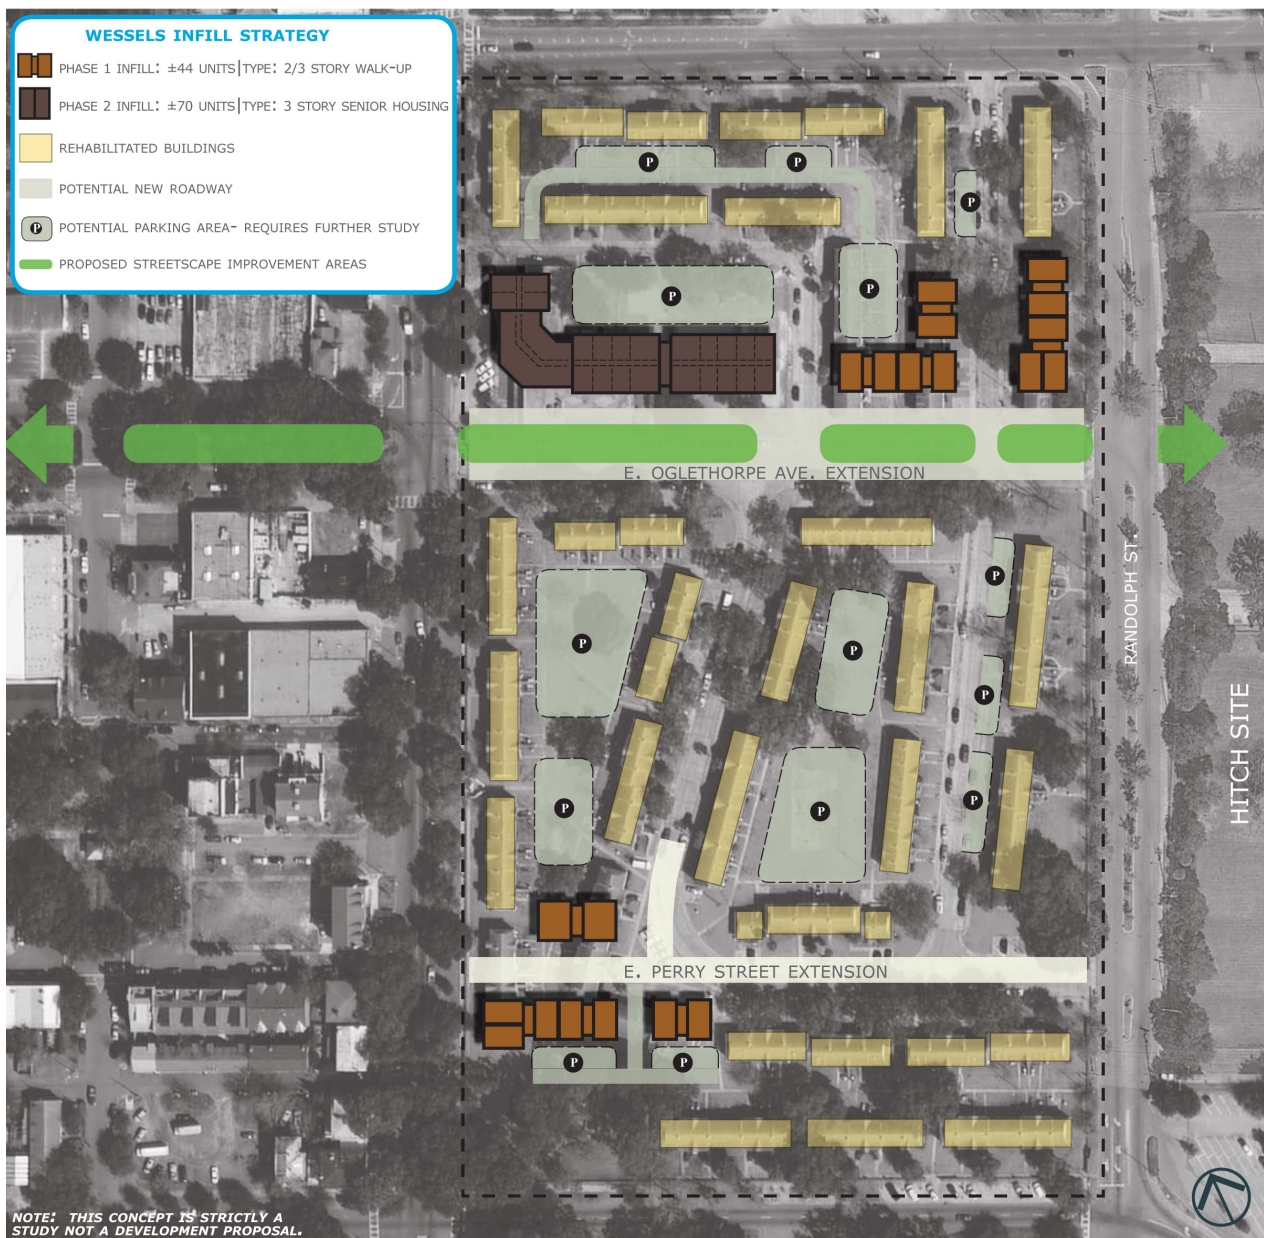 WESSELS INFILL STRATEGY
PHASE 1 INFILL: ±44 UNITS|TYPE: 2/3 STORY WALK-UP
PHASE 2 INFILL: ±70 UNITS|TYPE: 3 STORY SENIOR HOUSING
REHABILITATED BUILDINGS
POTENTIAL NEW ROADWAY
P POTENTIAL PARKING AREA- REQUIRES FURTHER STUDY
PROPOSED STREETSCAPE IMPROVEMENT AREAS
P
P
P
P
P
E. OGLETHORPE AVE. EXTENSION
P
P
P
P
P
P
P
RANDOLPH ST.
HITCH SITE
P
E. PERRY STREET EXTENSION
P
P
NOTE: THIS CONCEPT IS STRICTLY A
STUDY NOT A DEVELOPMENT PROPOSAL.